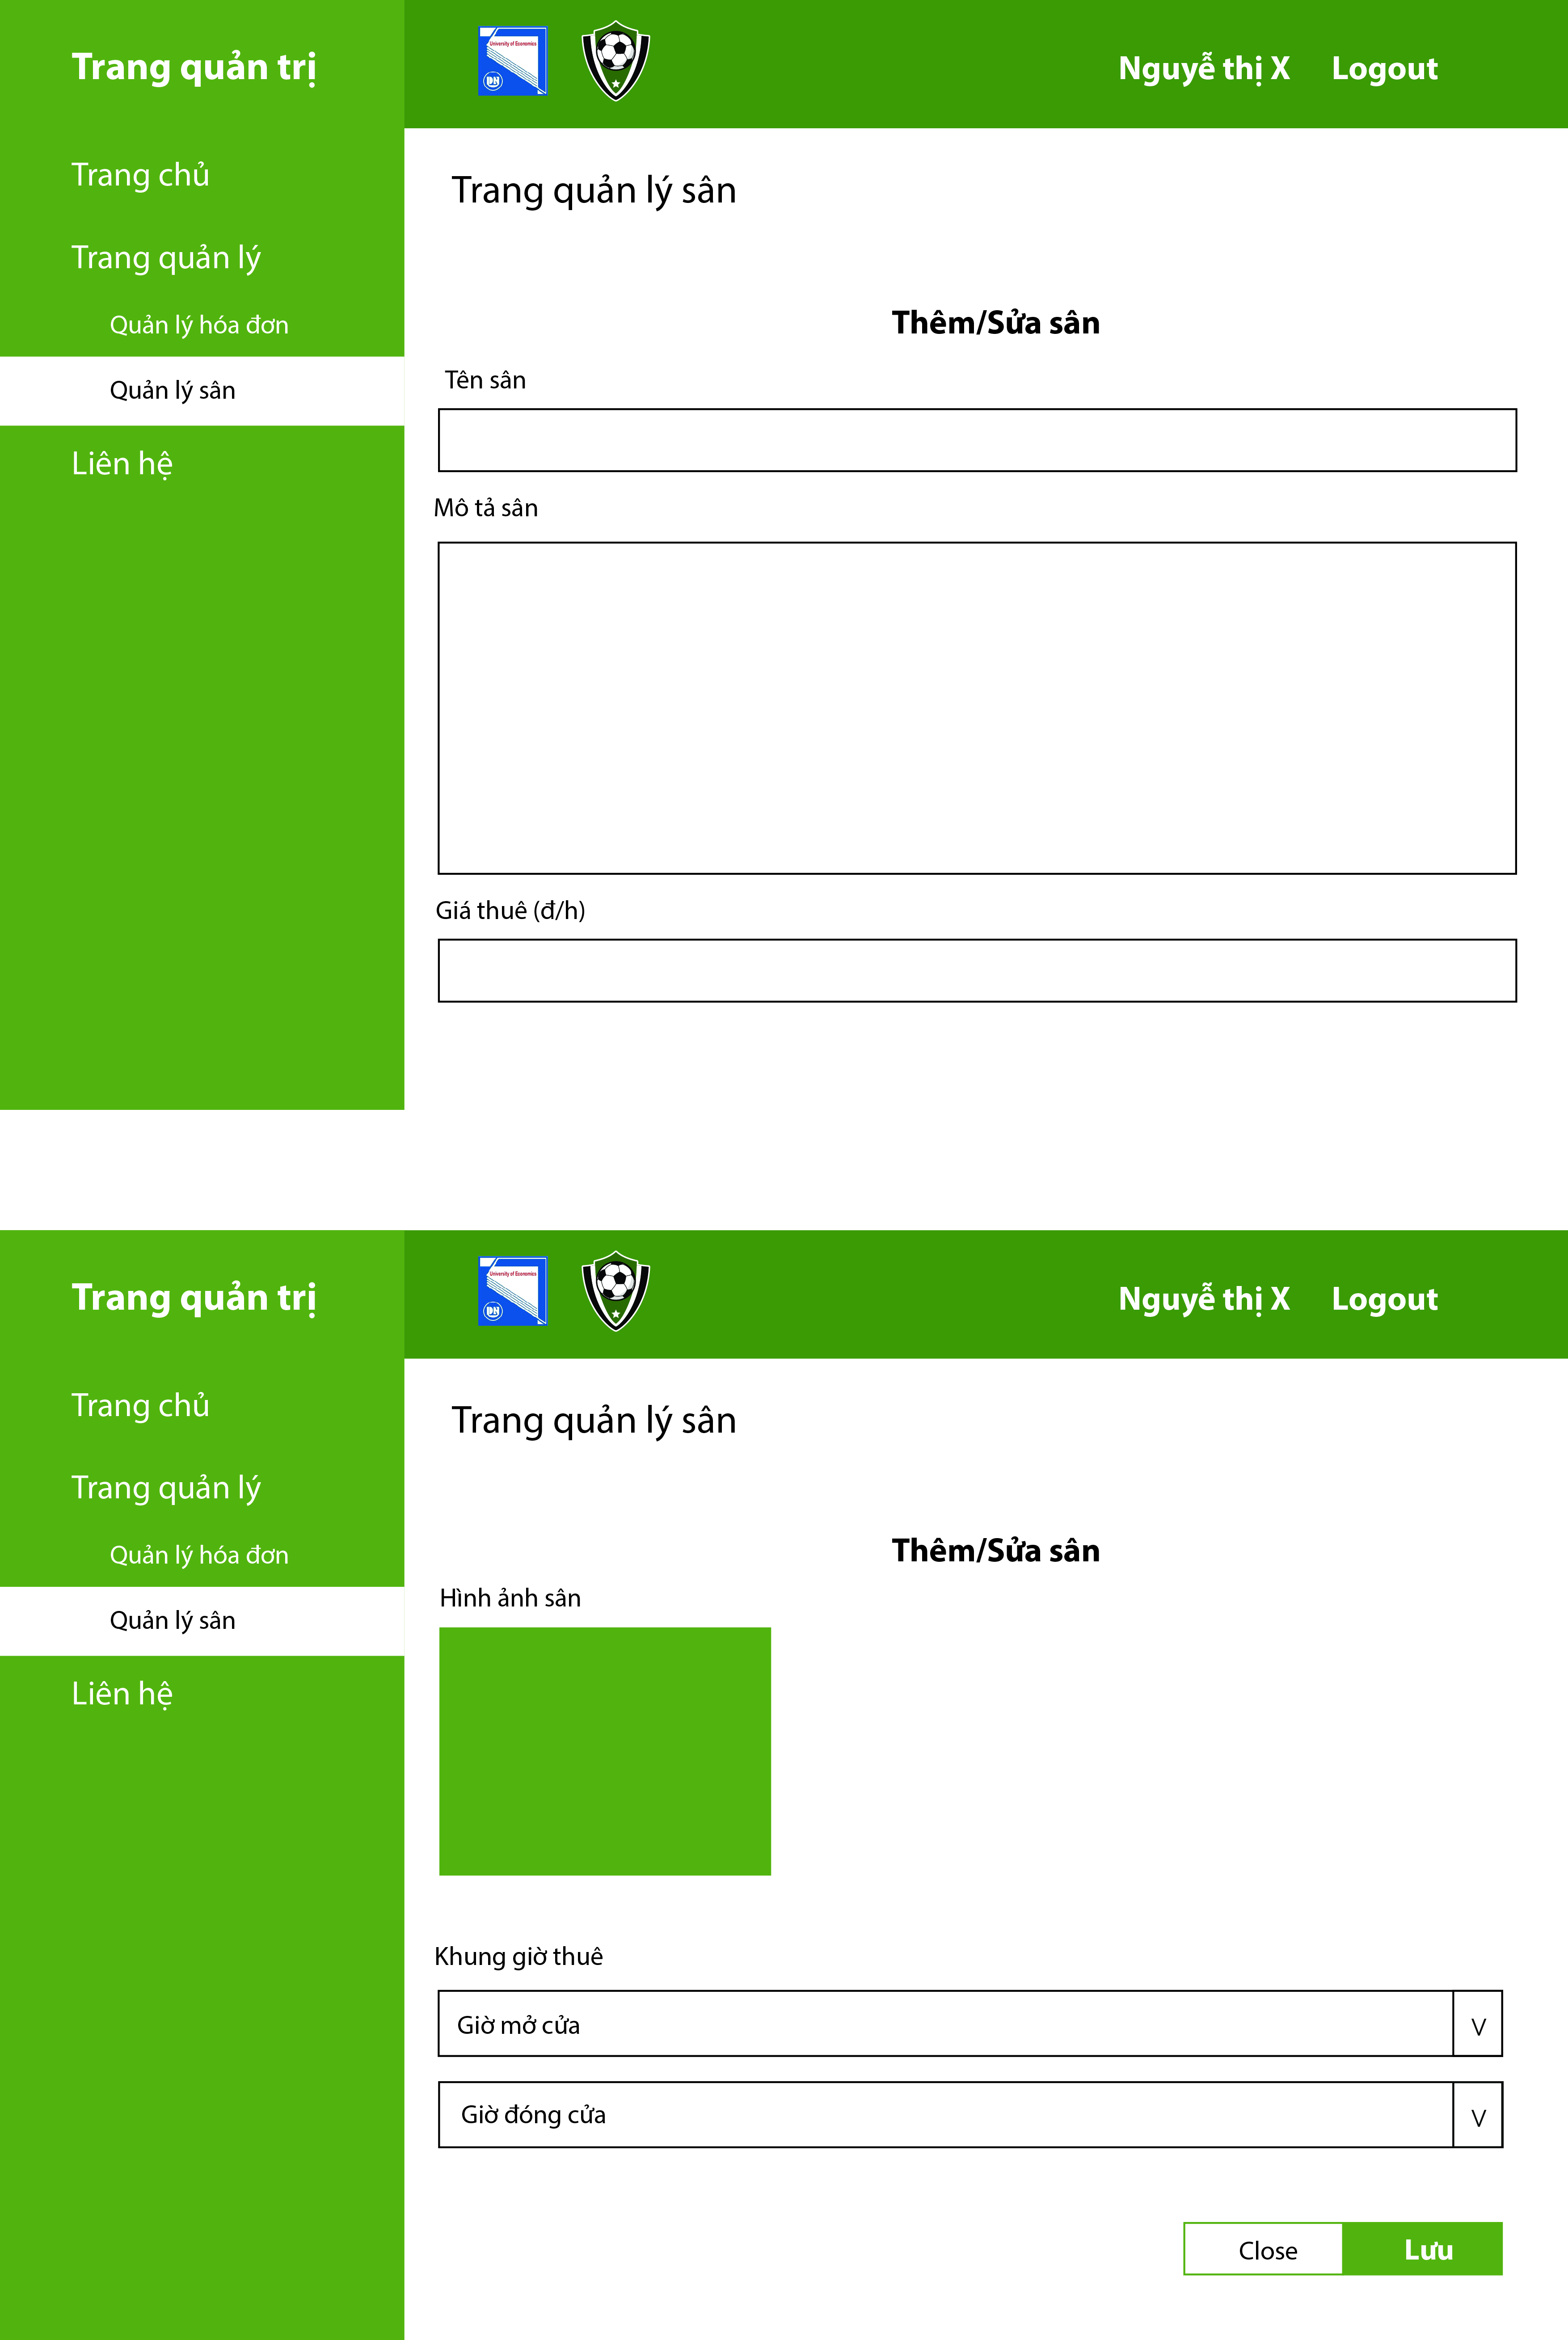 Trang quản trị
University of Economics
Nguyễ thị X
Logout
Trang chủ
Trang quản lý
Quản lý hóa đơn
Quản lý sân
Liên hệ
Trang quản lý sân
Thêm/Sửa sân
Tên sân
Mô tả sân
Giá thuê (đ/h)
Trang quản trị
University of Economics
Nguyễ thị X
Logout
Trang chủ
Trang quản lý
Quản lý hóa đơn
Quản lý sân
Liên hệ
Trang quản lý sân
Thêm/Sửa sân
Hình ảnh sân
Khung giờ thuê
Giờ mở cửa
V
Giờ đóng cửa
V
Close
Lưu